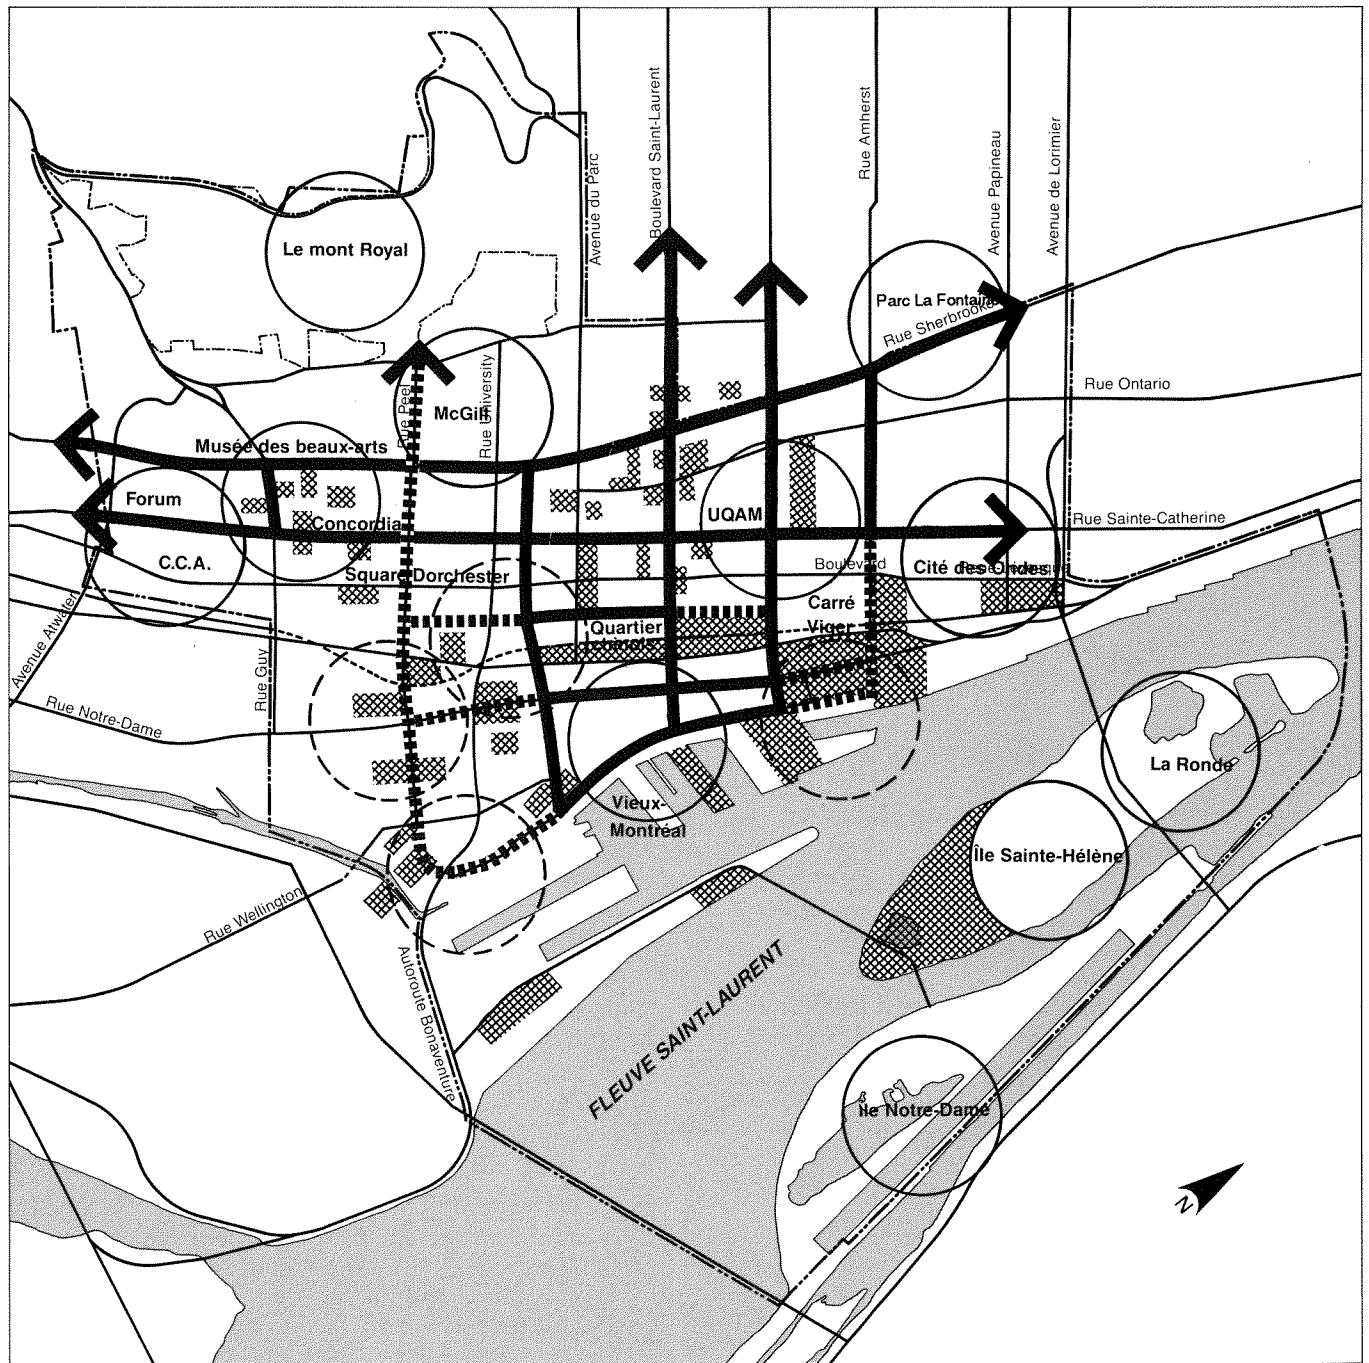 Boulevard Saint-Laurent
Rue Amherst
Avenue Papineau
Avenue de Lorimier
Avenue du Parc
Le mont Royal
Parc La Fontaine
Rue Sherbrooke
Rue Ontario
Rue Peel
McGill
Rue University
Musée des beaux-arts
Forum
Concordia
UQAM
Rue Sainte-Catherine
C.C.A.
Square Dorchester
Boulevard
Cité des Ondes
Carré
Viger
Quartier
chinois
Avenue Atwater
Rue Guy
Rue Notre-Dame
La Ronde
Vieux-
Montréal
Île Sainte-Hélène
Rue Wellington
Autoroute Bonaventure
FLEUVE SAINT-LAURENT
Île Notre-Dame
N